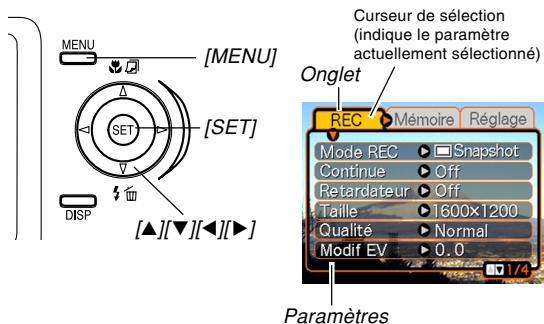 MENU
[MENU]
SET
[SET]
DISP
[▲][▼][◀][▶]
Curseur de sélection
(indique le paramètre
actuellement sélectionné)
Onglet
REC Mémoire Réglage
Mode REC Snapshot
Continue Off
Retardateur Off
Taille 1600×1200
Qualité Normal
Modif EV 0.0
1/4
Paramètres